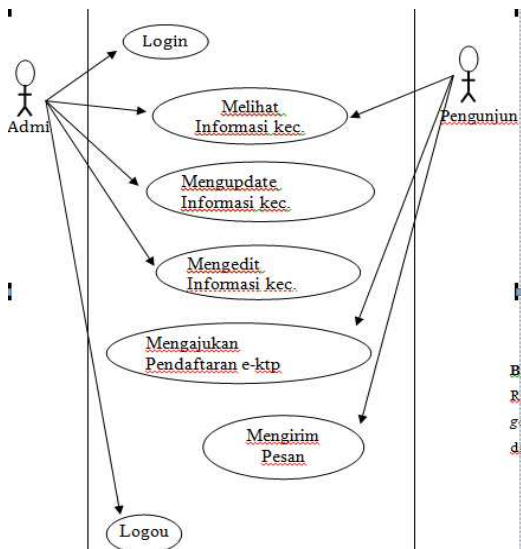 Login
Admi
Melihat
Informasi kec.
Pengunjun
Mengupdate
Informasi kec.
Mengedit
Informasi kec.
Mengajukan
Pendaftaran e-ktp
Mengirim
Pesan
Logou
B
R
g
d